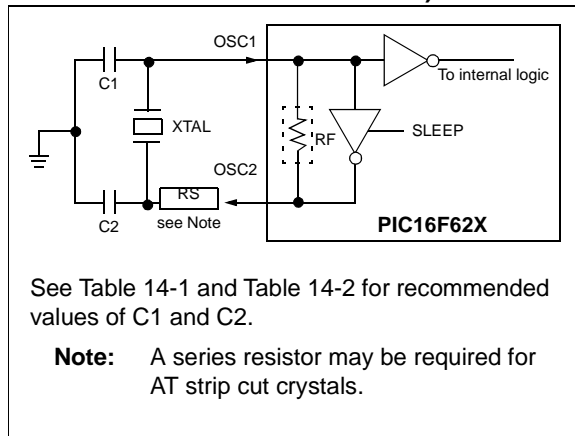 OSC1
C1
To internal logic
XTAL
RF
SLEEP
OSC2
RS
C2
see Note
PIC16F62X
See Table 14-1 and Table 14-2 for recommended
values of C1 and C2.
Note: A series resistor may be required for
AT strip cut crystals.